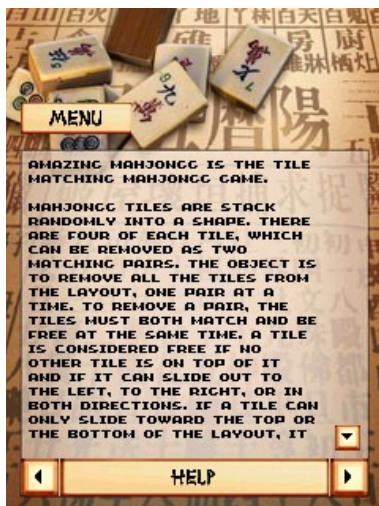 MENU
AMAZING MAHJONGG IS THE TILE
MATCHING MAHJONGG GAME.
MAHJONGG TILES ARE STACK
RANDOMLY INTO A SHAPE. THERE
ARE FOUR OF EACH TILE, WHICH
CAN BE REMOVED AS TWO
MATCHING PAIRS. THE OBJECT IS
TO REMOVE ALL THE TILES FROM
THE LAYOUT, ONE PAIR AT A
TIME. TO REMOVE A PAIR, THE
TILES MUST BOTH MATCH AND BE
FREE AT THE SAME TIME. A TILE
IS CONSIDERED FREE IF NO
OTHER TILE IS ON TOP OF IT
AND IF IT CAN SLIDE OUT TO
THE LEFT, TO THE RIGHT, OR IN
BOTH DIRECTIONS. IF A TILE CAN
ONLY SLIDE TOWARD THE TOP OR
THE BOTTOM OF THE LAYOUT, IT
HELP